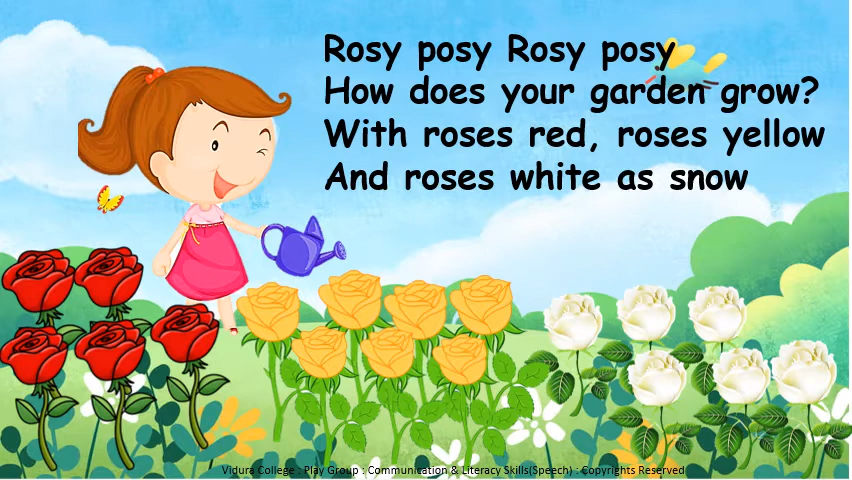 Rosy posy Rosy posy
How does your garden grow?
With roses red, roses yellow
And roses white as snow
Vidura College : Play Group : Communication & Literacy Skills(Speech) : Copyrights Reserved